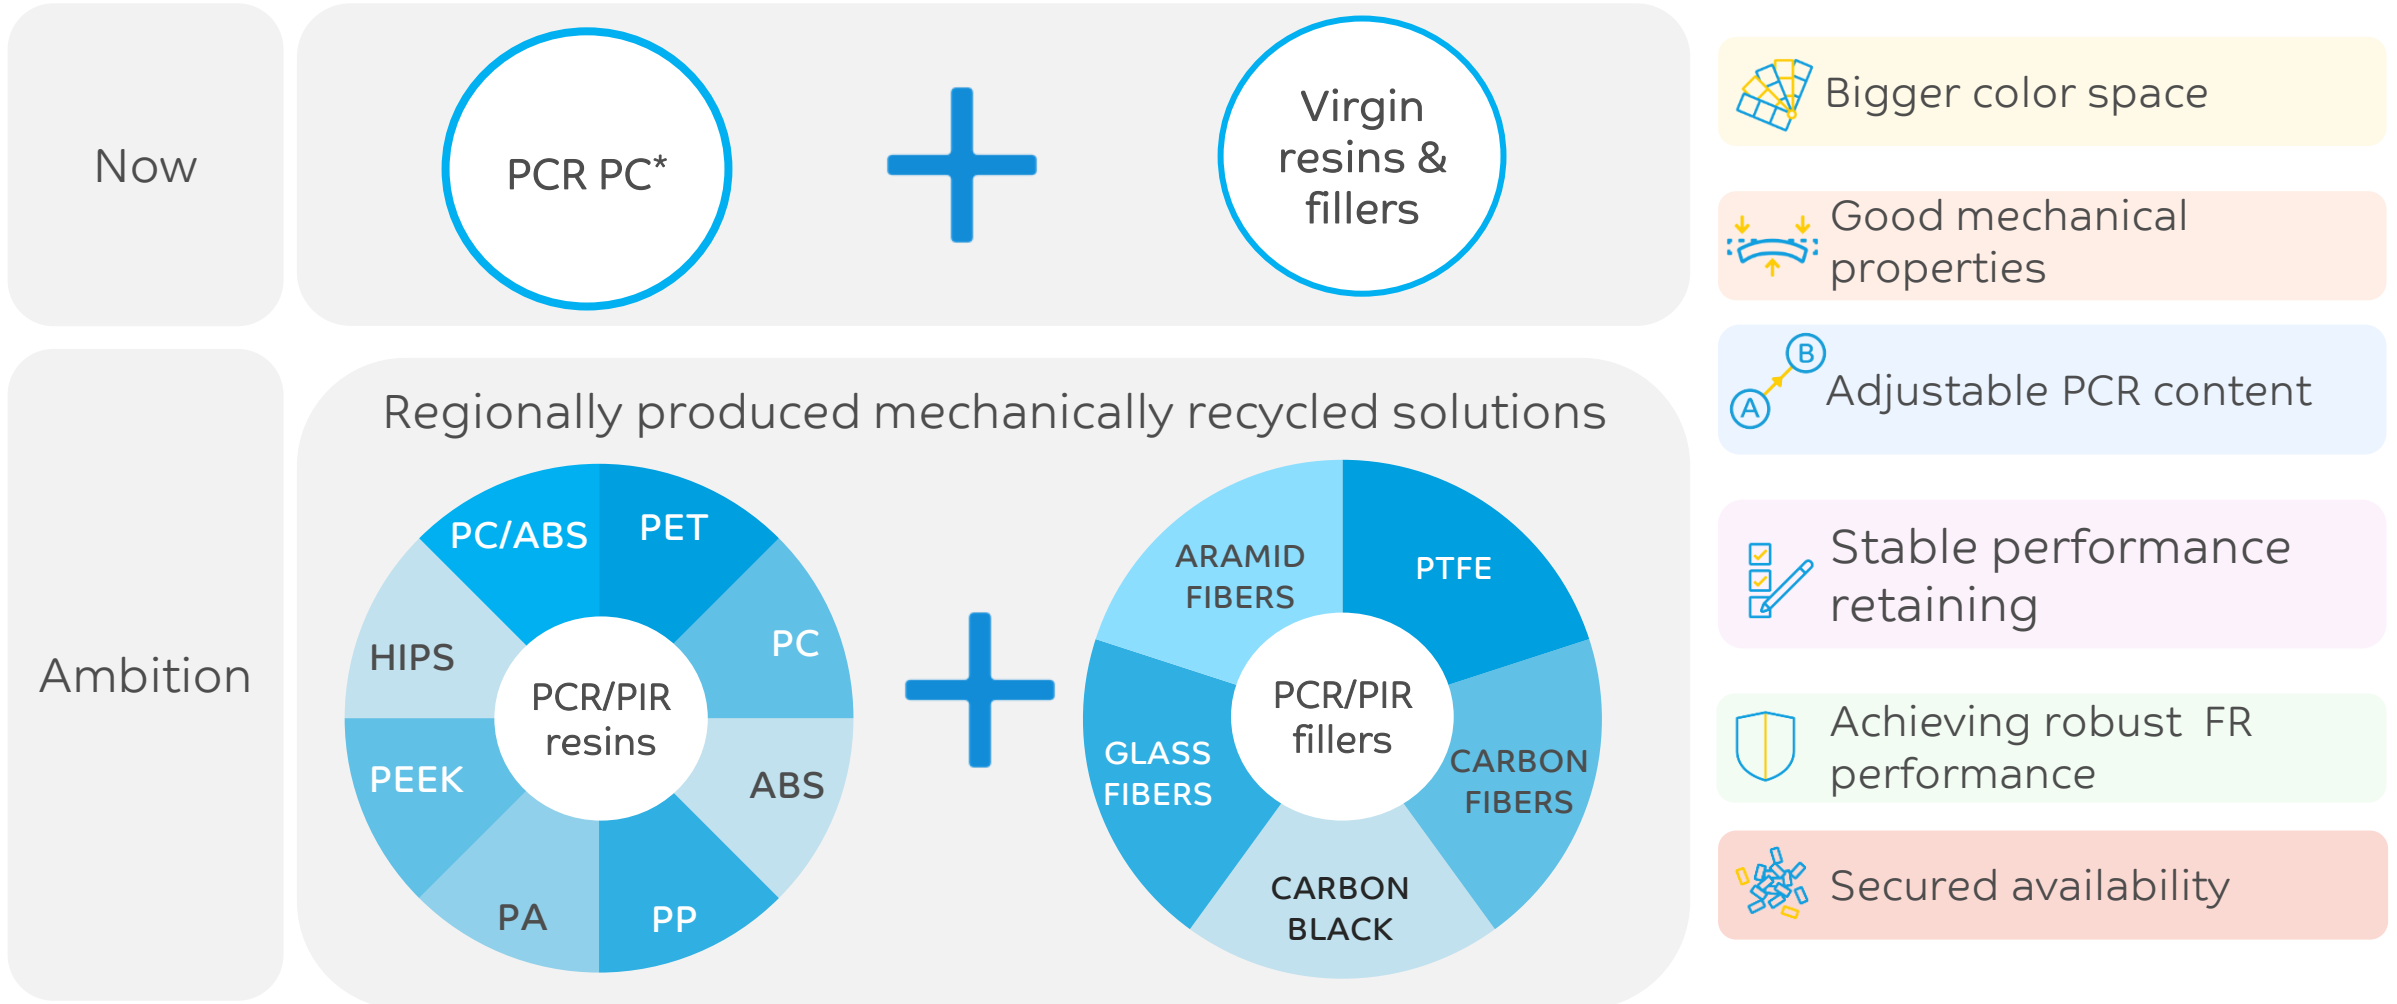 Now
PCR PC*
Virgin
resins &
fillers
Ambition
Regionally produced mechanically recycled solutions
PC/ABS
PET
PC
ABS
PP
PA
PEEK
HIPS
PCR/PIR
resins
ARAMID
FIBERS
PTFE
CARBON
FIBERS
CARBON
BLACK
GLASS
FIBERS
PCR/PIR
fillers
Bigger color space
Good mechanical
properties
A
B
Adjustable PCR content
Stable performance
retaining
Achieving robust  FR
performance
Secured availability